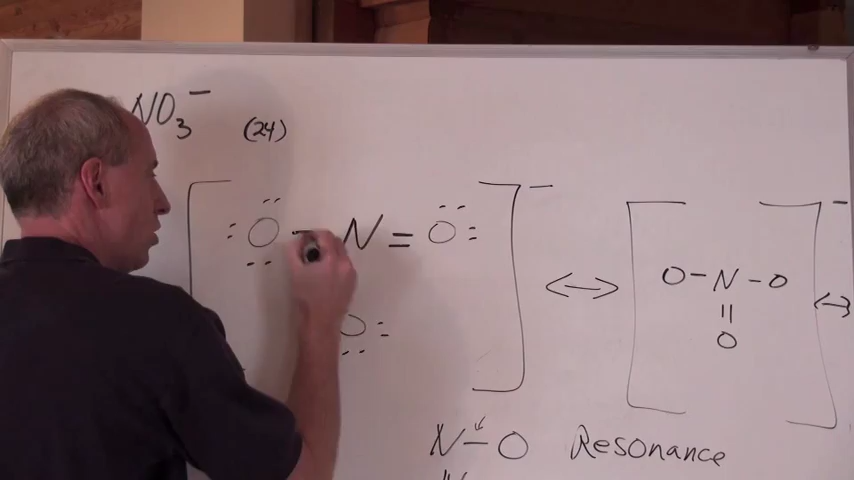 NO₃⁻ (24)
O – N = O
O
⟷
O – N – O
O
⟷
N – O Resonance